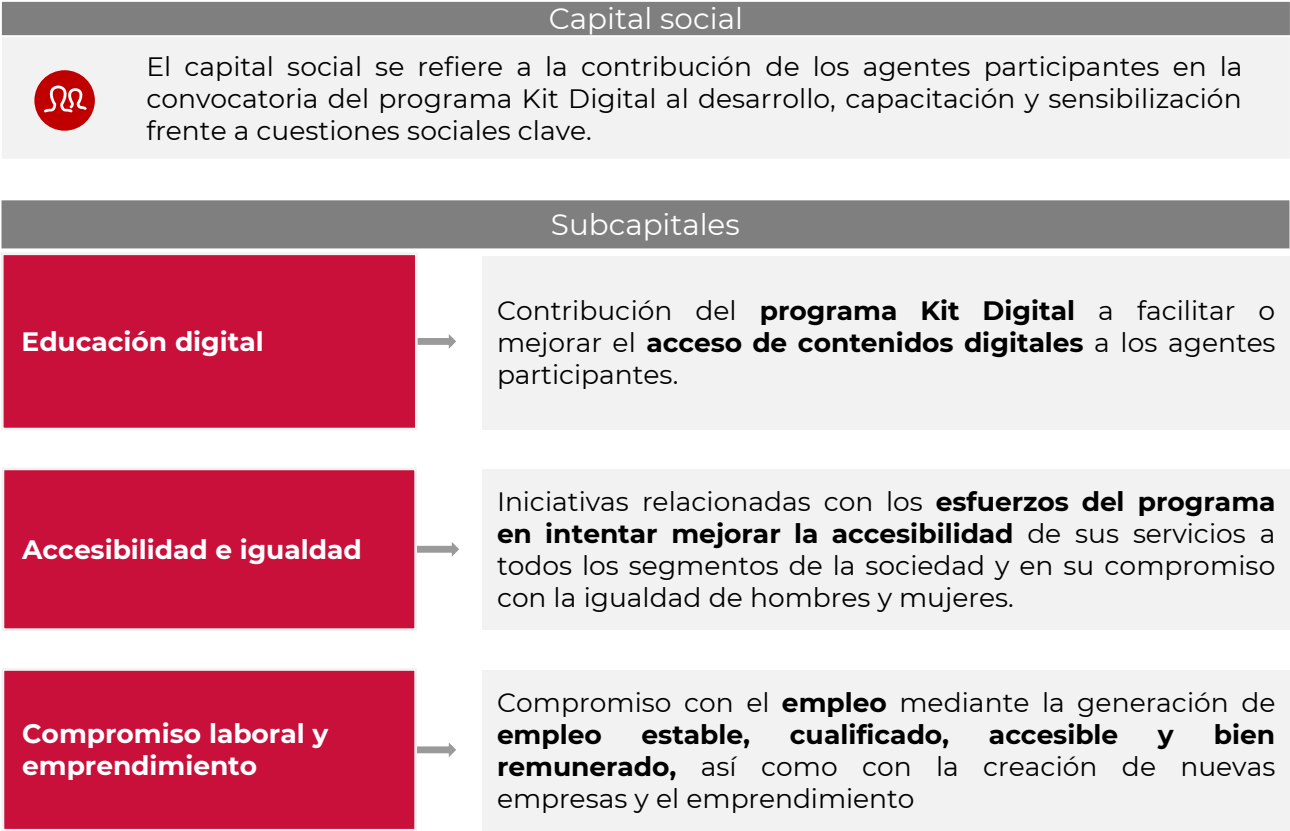 Capital social
El capital social se refiere a la contribución de los agentes participantes en la
convocatoria del programa Kit Digital al desarrollo, capacitación y sensibilización
frente a cuestiones sociales clave.
Subcapitales
Educación digital
Contribución del programa Kit Digital a facilitar o
mejorar el acceso de contenidos digitales a los agentes
participantes.
Accesibilidad e igualdad
Iniciativas relacionadas con los esfuerzos del programa
en intentar mejorar la accesibilidad de sus servicios a
todos los segmentos de la sociedad y en su compromiso
con la igualdad de hombres y mujeres.
Compromiso laboral y
emprendimiento
Compromiso con el empleo mediante la generación de
empleo estable, cualificado, accesible y bien
remunerado, así como con la creación de nuevas
empresas y el emprendimiento